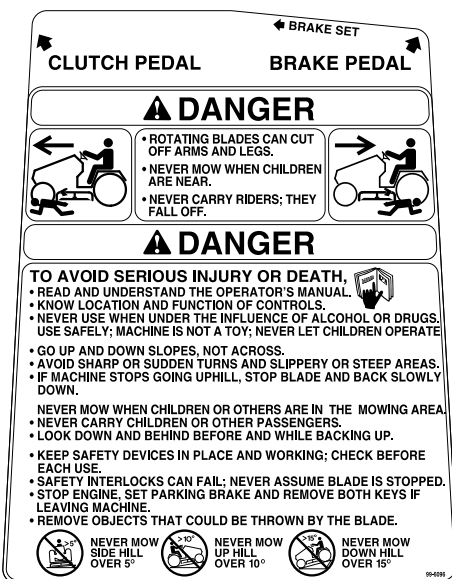 BRAKE SET
CLUTCH PEDAL BRAKE PEDAL
DANGER
• ROTATING BLADES CAN CUT
OFF ARMS AND LEGS.
• NEVER MOW WHEN CHILDREN
ARE NEAR.
• NEVER CARRY RIDERS; THEY
FALL OFF.
DANGER
TO AVOID SERIOUS INJURY OR DEATH,
• READ AND UNDERSTAND THE OPERATOR'S MANUAL.
• KNOW LOCATION AND FUNCTION OF CONTROLS.
• NEVER USE WHEN UNDER THE INFLUENCE OF ALCOHOL OR DRUGS.
USE SAFELY; MACHINE IS NOT A TOY; NEVER LET CHILDREN OPERATE
• GO UP AND DOWN SLOPES, NOT ACROSS.
• AVOID SHARP OR SUDDEN TURNS AND SLIPPERY OR STEEP AREAS.
• IF MACHINE STOPS GOING UPHILL, STOP BLADE AND BACK SLOWLY
DOWN.
NEVER MOW WHEN CHILDREN OR OTHERS ARE IN THE MOWING AREA.
• NEVER CARRY CHILDREN OR OTHER PASSENGERS.
• LOOK DOWN AND BEHIND BEFORE AND WHILE BACKING UP.
• KEEP SAFETY DEVICES IN PLACE AND WORKING; CHECK BEFORE
EACH USE.
• SAFETY INTERLOCKS CAN FAIL; NEVER ASSUME BLADE IS STOPPED.
• STOP ENGINE, SET PARKING BRAKE AND REMOVE BOTH KEYS IF
LEAVING MACHINE.
• REMOVE OBJECTS THAT COULD BE THROWN BY THE BLADE.
>5°
NEVER MOW
SIDE HILL
OVER 5°
>10°
NEVER MOW
UP HILL
OVER 10°
>15°
NEVER MOW
DOWN HILL
OVER 15°
99-6096